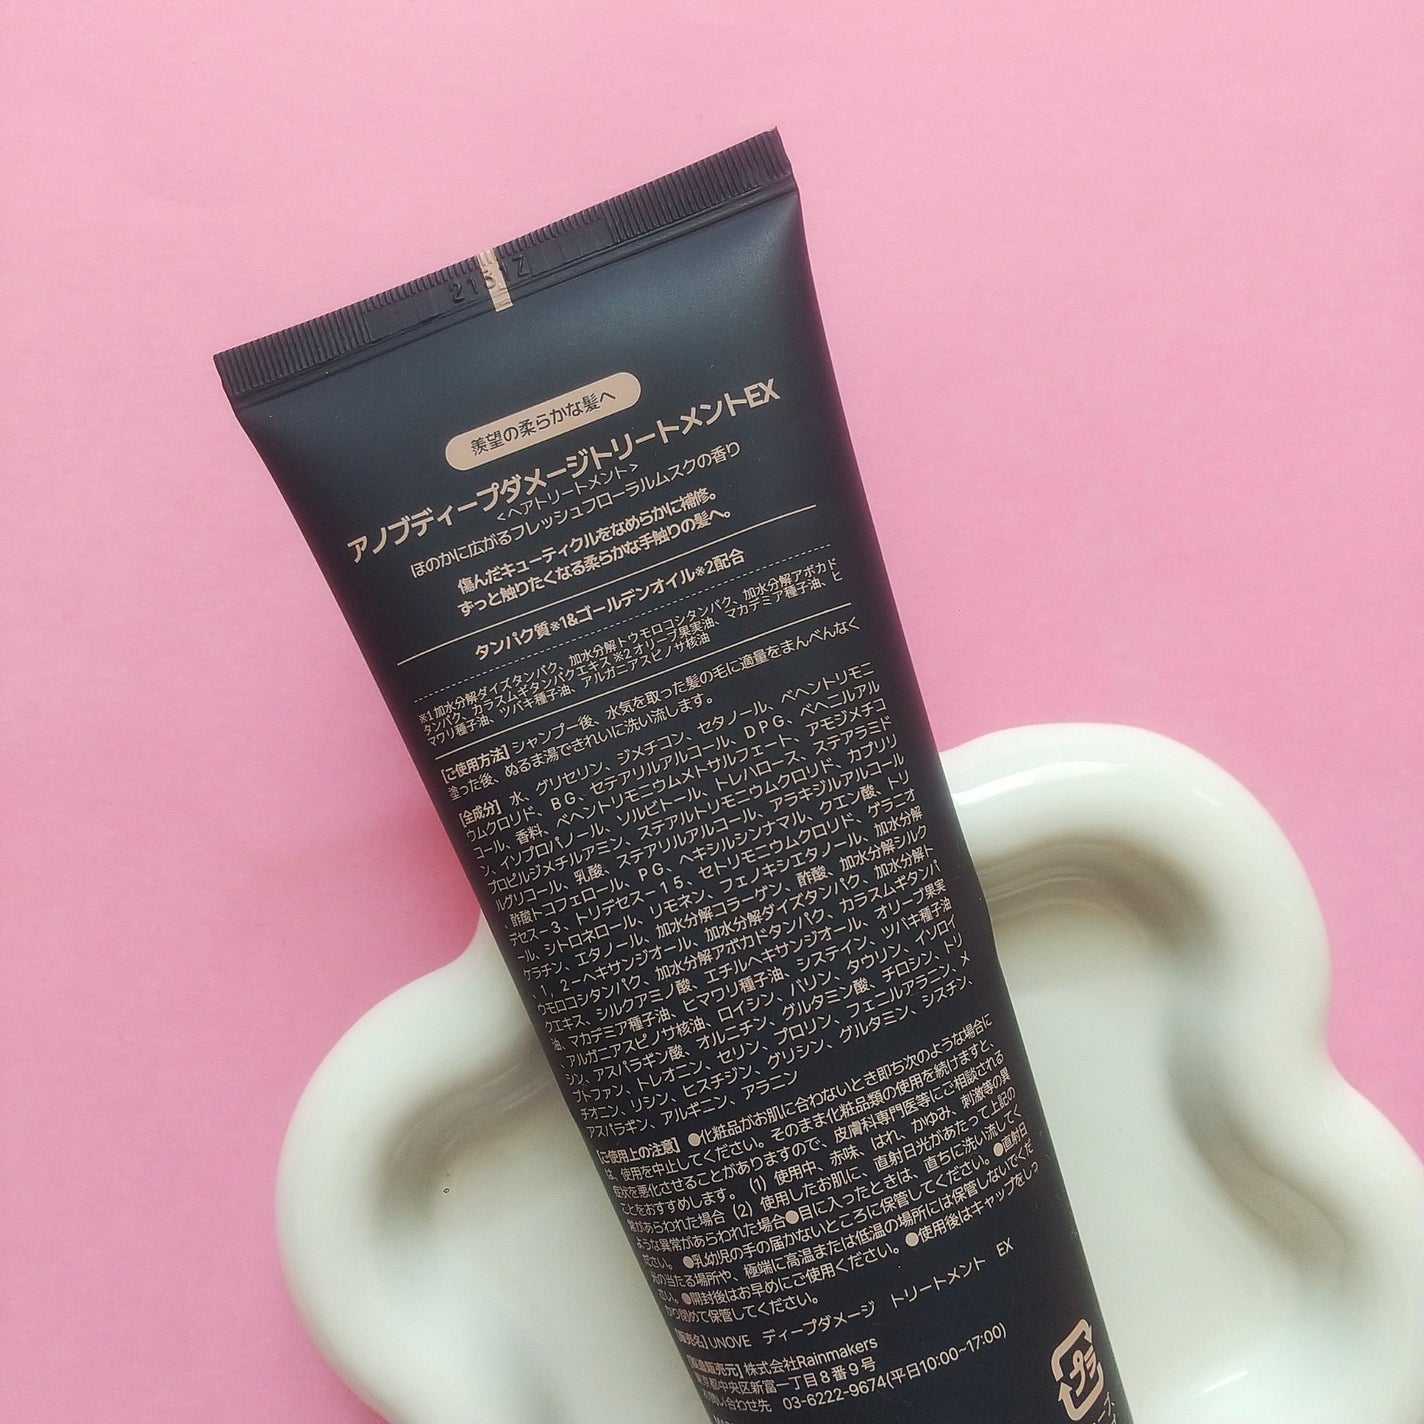 羨望の柔らかな髪へ
アノブディープダメージトリートメントEX
<ヘアトリートメント>
ほのかに広がるフレッシュフローラルムスクの香り
傷んだキューティクルをなめらかに補修。
ずっと触りたくなる柔らかな手触りの髪へ。
タンパク質※1&ゴールデンオイル※2配合
※1 加水分解ダイズタンパク、加水分解トウモロコシタンパク、加水分解アボカド
タンパク、カラスムギタンパクエキス ※2 オリーブ果実油、マカデミア種子油、ヒ
マワリ種子油、ツバキ種子油、アルガニアスピノサ核油
[ご使用方法] シャンプー後、水気を取った髪の毛に適量をまんべんなく
塗った後、ぬるま湯できれいに洗い流します。
[全成分] 水、グリセリン、ジメチコン、セタノール、ベヘントリモニ
ウムクロリド、BG、セテアリルアルコール、DPG、ベヘニルアル
コール、香料、ベヘントリモニウムメトサルフェート、アモジメチコ
ン、イソプロパノール、ソルビトール、トレハロース、ステアラミド
プロピルジメチルアミン、ステアルトリモニウムクロリド、カプリリ
ルグリコール、乳酸、ステアリルアルコール、アラキジルアルコール
、酢酸トコフェロール、PG、ヘキシルシンナマル、クエン酸、トリ
デセス-3、トリデセス-15、セトリモニウムクロリド、ゲラニオ
ール、シトロネロール、リモネン、フェノキシエタノール、加水分解
ケラチン、エタノール、加水分解コラーゲン、酢酸、加水分解シルク
、1，2-ヘキサンジオール、加水分解ダイズタンパク、加水分解ト
ウモロコシタンパク、加水分解アボカドタンパク、カラスムギタンパ
クエキス、シルクアミノ酸、エチルヘキサンジオール、オリーブ果実
油、マカデミア種子油、ヒマワリ種子油、システイン、ツバキ種子油
、アルガニアスピノサ核油、ロイシン、バリン、タウリン、イソロイ
シン、アスパラギン酸、オルニチン、グルタミン酸、チロシン、トリ
プトファン、トレオニン、セリン、プロリン、フェニルアラニン、メ
チオニン、リシン、ヒスチジン、グリシン、グルタミン、シスチン、
アスパラギン、アルギニン、アラニン
[ご使用上の注意] ●化粧品がお肌に合わないとき即ち次のような場合に
は、使用を中止してください。そのまま化粧品類の使用を続けますと、
症状を悪化させることがありますので、皮膚科専門医等にご相談される
ことをおすすめします。(1) 使用中、赤味、はれ、かゆみ、刺激等の異
常があらわれた場合 (2) 使用したお肌に、直射日光があたって上記の
ような異常があらわれた場合●目に入ったときは、直ちに洗い流してく
ださい。●乳幼児の手の届かないところに保管してください。●直射日
光の当たる場所や、極端に高温または低温の場所には保管しないでくだ
さい。●開封後はお早めにご使用ください。●使用後はキャップをしっ
かり閉めて保管してください。
[販売名] UNOVE ディープダメージ トリートメント EX
[製造販売元] 株式会社Rainmakers
東京都中央区新富一丁目8番9号
お問い合わせ先 03-6222-9674(平日10:00~17:00)
プラ